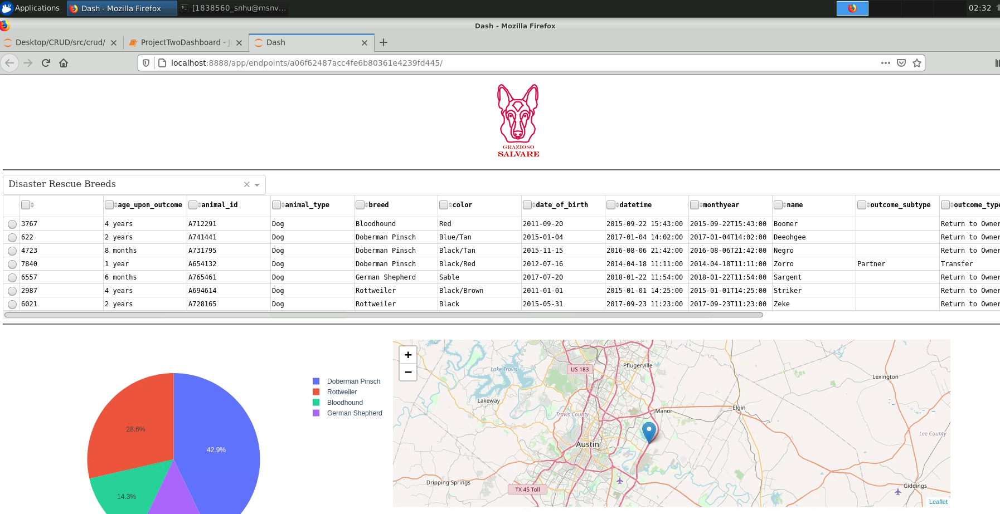 Applications Dash - Mozilla Firefox [1838560_snhu@msnv... 02:32
Dash - Mozilla Firefox
Desktop/CRUD/src/crud/ ProjectTwoDashboard - Dash
localhost:8888/app/endpoints/a06f62487acc4fe6b80361e4239fd445/
GRAZIOSO
SALVARE
Disaster Rescue Breeds
age_upon_outcome animal_id animal_type breed color date_of_birth datetime monthyear name outcome_subtype outcome_type
3767 4 years A712291 Dog Bloodhound Red 2011-09-20 2015-09-22 15:43:00 2015-09-22T15:43:00 Boomer Return to Owner
622 2 years A741441 Dog Doberman Pinsch Blue/Tan 2015-01-04 2017-01-04 14:02:00 2017-01-04T14:02:00 Deeohgee Return to Owner
4723 8 months A731795 Dog Doberman Pinsch Black/Tan 2015-11-15 2016-08-06 21:42:00 2016-08-06T21:42:00 Negro Return to Owner
7840 1 year A654132 Dog Doberman Pinsch Black/Red 2012-07-16 2014-04-18 11:11:00 2014-04-18T11:11:00 Zorro Partner Transfer
6557 6 months A765461 Dog German Shepherd Sable 2017-07-20 2018-01-22 11:54:00 2018-01-22T11:54:00 Sargent Return to Owner
2987 4 years A694614 Dog Rottweiler Black/Brown 2011-01-01 2015-01-01 14:25:00 2015-01-01T14:25:00 Striker Return to Owner
6021 2 years A728165 Dog Rottweiler Black 2015-05-31 2017-09-23 11:23:00 2017-09-23T11:23:00 Zeke Return to Owner
Doberman Pinsch
Rottweiler
Bloodhound
German Shepherd
28.6%
42.9%
14.3%
+
−
Lake Travis
US 183
Pflugerville
Lexington
Lakeway
Travis County
Manor
Elgin
Lee County
Austin
Dripping Springs
TX 45 Toll
Giddings
Leaflet